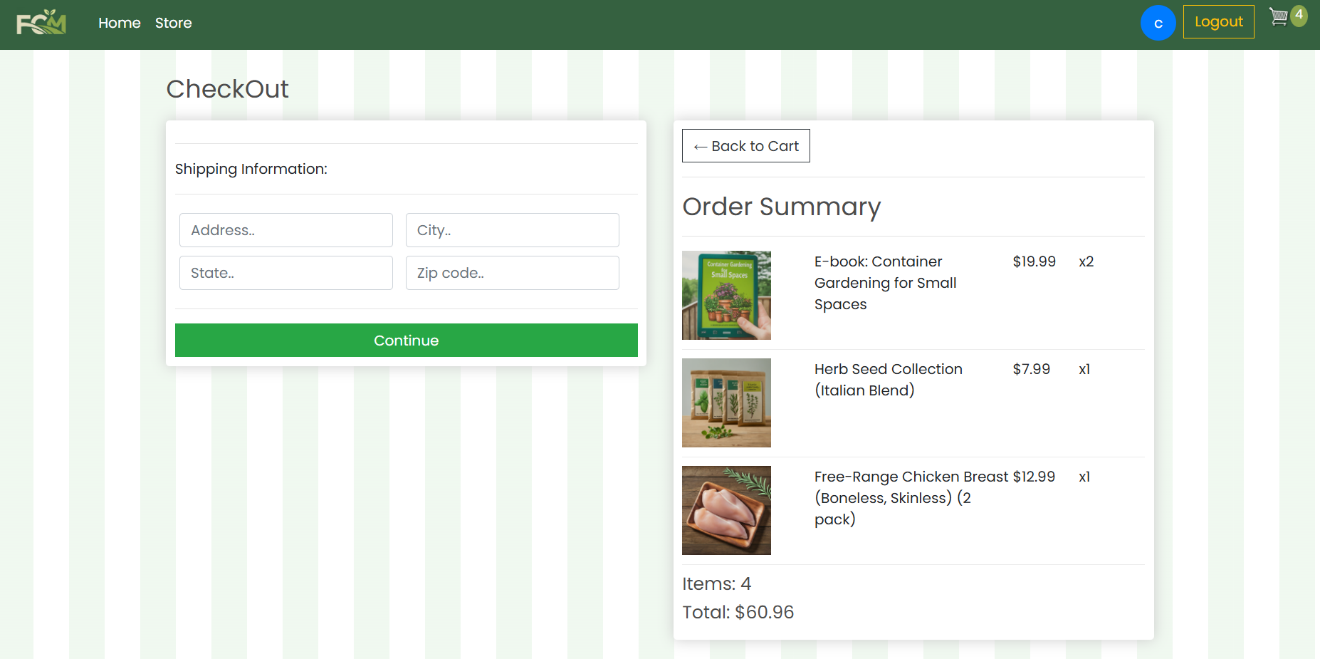 FCM
Home
Store
c
Logout
4
CheckOut
Shipping Information:
Address..
City..
State..
Zip code..
Continue
← Back to Cart
Order Summary
Container Gardening
for
Small Spaces
E-book: Container
Gardening for Small
Spaces
$19.99
x2
Herb Seed Collection
(Italian Blend)
$7.99
x1
Free-Range Chicken Breast
(Boneless, Skinless) (2
pack)
$12.99
x1
Items: 4
Total: $60.96